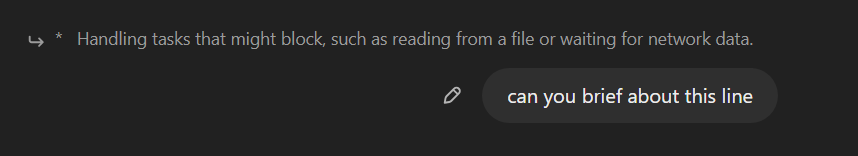 * Handling tasks that might block, such as reading from a file or waiting for network data.
can you brief about this line